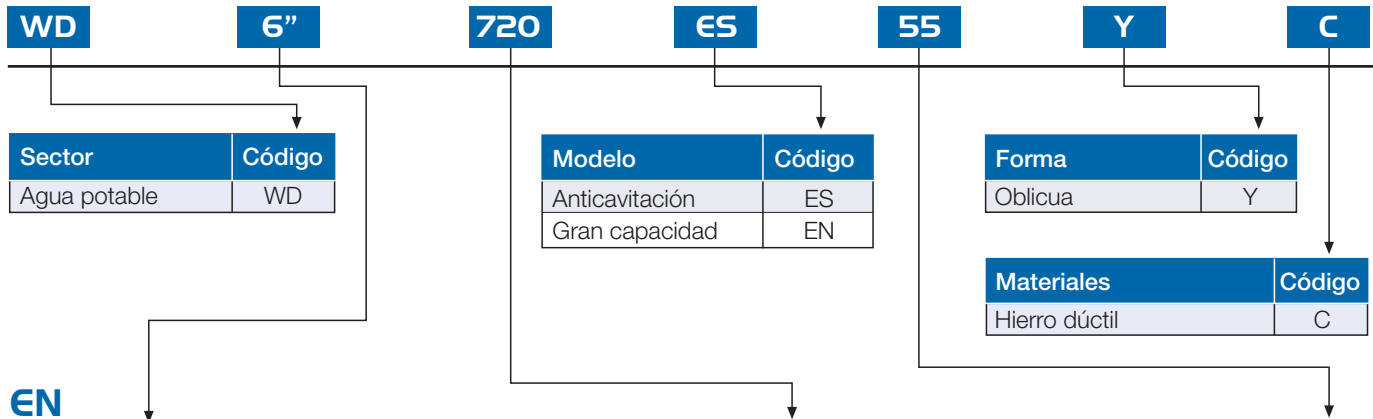 WD 6” 720 ES 55 Y C
Sector Código
Agua potable WD
Modelo Código
Anticavitación ES
Gran capacidad EN
Forma Código
Oblicua Y
Materiales Código
Hierro dúctil C
EN